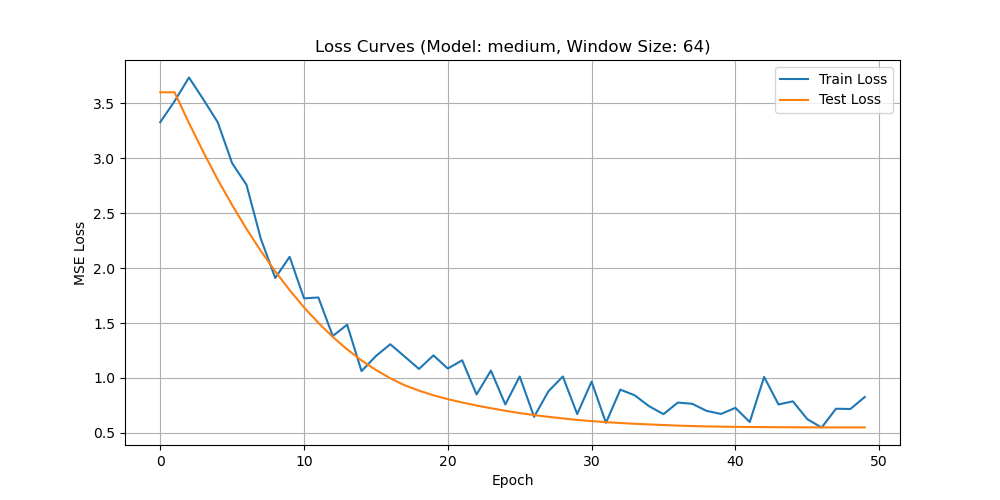 Loss Curves (Model: medium, Window Size: 64)
Train Loss
Test Loss
MSE Loss
3.5
3.0
2.5
2.0
1.5
1.0
0.5
0 10 20 30 40 50
Epoch